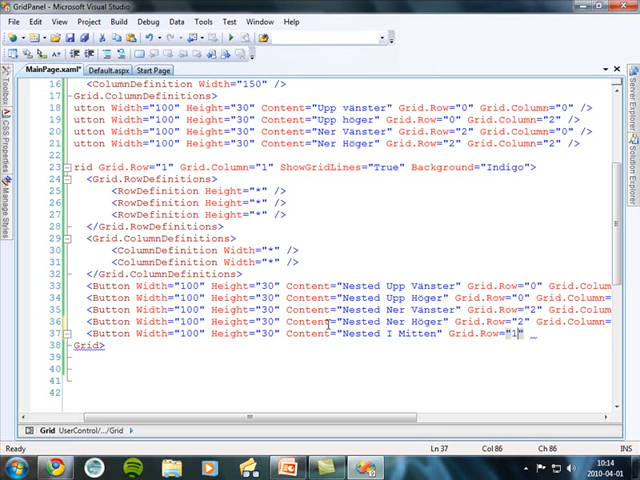 GridPanel - Microsoft Visual Studio
File Edit View Project Build Debug Data Tools Window Help
MainPage.xaml* Default.aspx Start Page
16 <ColumnDefinition Width="150" />
17 Grid.ColumnDefinitions>
18 utton Width="100" Height="30" Content="Upp vänster" Grid.Row="0" Grid.Column="0" />
19 utton Width="100" Height="30" Content="Upp höger" Grid.Row="0" Grid.Column="2" />
20 utton Width="100" Height="30" Content="Ner Vänster" Grid.Row="2" Grid.Column="0" />
21 utton Width="100" Height="30" Content="Ner Höger" Grid.Row="2" Grid.Column="2" />
22
23 rid Grid.Row="1" Grid.Column="1" ShowGridLines="True" Background="Indigo">
24 <Grid.RowDefinitions>
25 <RowDefinition Height="*" />
26 <RowDefinition Height="*" />
27 <RowDefinition Height="*" />
28 </Grid.RowDefinitions>
29 <Grid.ColumnDefinitions>
30 <ColumnDefinition Width="*" />
31 <ColumnDefinition Width="*" />
32 </Grid.ColumnDefinitions>
33 <Button Width="100" Height="30" Content="Nested Upp Vänster" Grid.Row="0" Grid.Colum
34 <Button Width="100" Height="30" Content="Nested Upp Höger" Grid.Row="0" Grid.Column=
35 <Button Width="100" Height="30" Content="Nested Ner Vänster" Grid.Row="2" Grid.Colum
36 <Button Width="100" Height="30" Content="Nested Ner Höger" Grid.Row="2" Grid.Column=
37 <Button Width="100" Height="30" Content="Nested I Mitten" Grid.Row="1"
38 Grid>
39
40
41
42
Toolbox
CSS Properties
Manage Styles
Server Explorer
Solution Explorer
Grid UserControl/.../Grid
Ln 37 Col 86 Ch 86 INS
10:14
2010-04-01